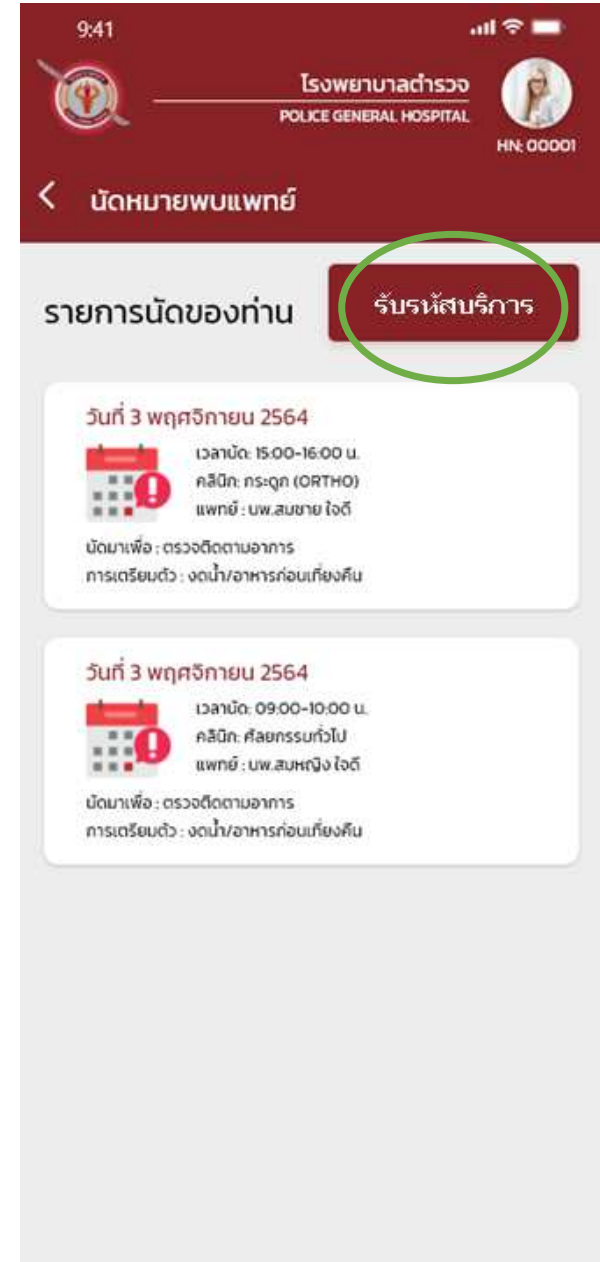 9:41
โรงพยาบาลตำรวจ
POLICE GENERAL HOSPITAL
HN: 00001
นัดหมายพบแพทย์
รายการนัดของท่าน
รับรหัสบริการ
วันที่ 3 พฤศจิกายน 2564
เวลานัด: 15:00-16:00 น.
คลินิก: กระดูก (ORTHO)
แพทย์ : นพ.สมชาย ใจดี
นัดมาเพื่อ : ตรวจติดตามอาการ
การเตรียมตัว : งดน้ำ/อาหารก่อนเที่ยงคืน
วันที่ 3 พฤศจิกายน 2564
เวลานัด: 09:00-10:00 น.
คลินิก: ศัลยกรรมทั่วไป
แพทย์ : นพ.สมหญิง ใจดี
นัดมาเพื่อ : ตรวจติดตามอาการ
การเตรียมตัว : งดน้ำ/อาหารก่อนเที่ยงคืน